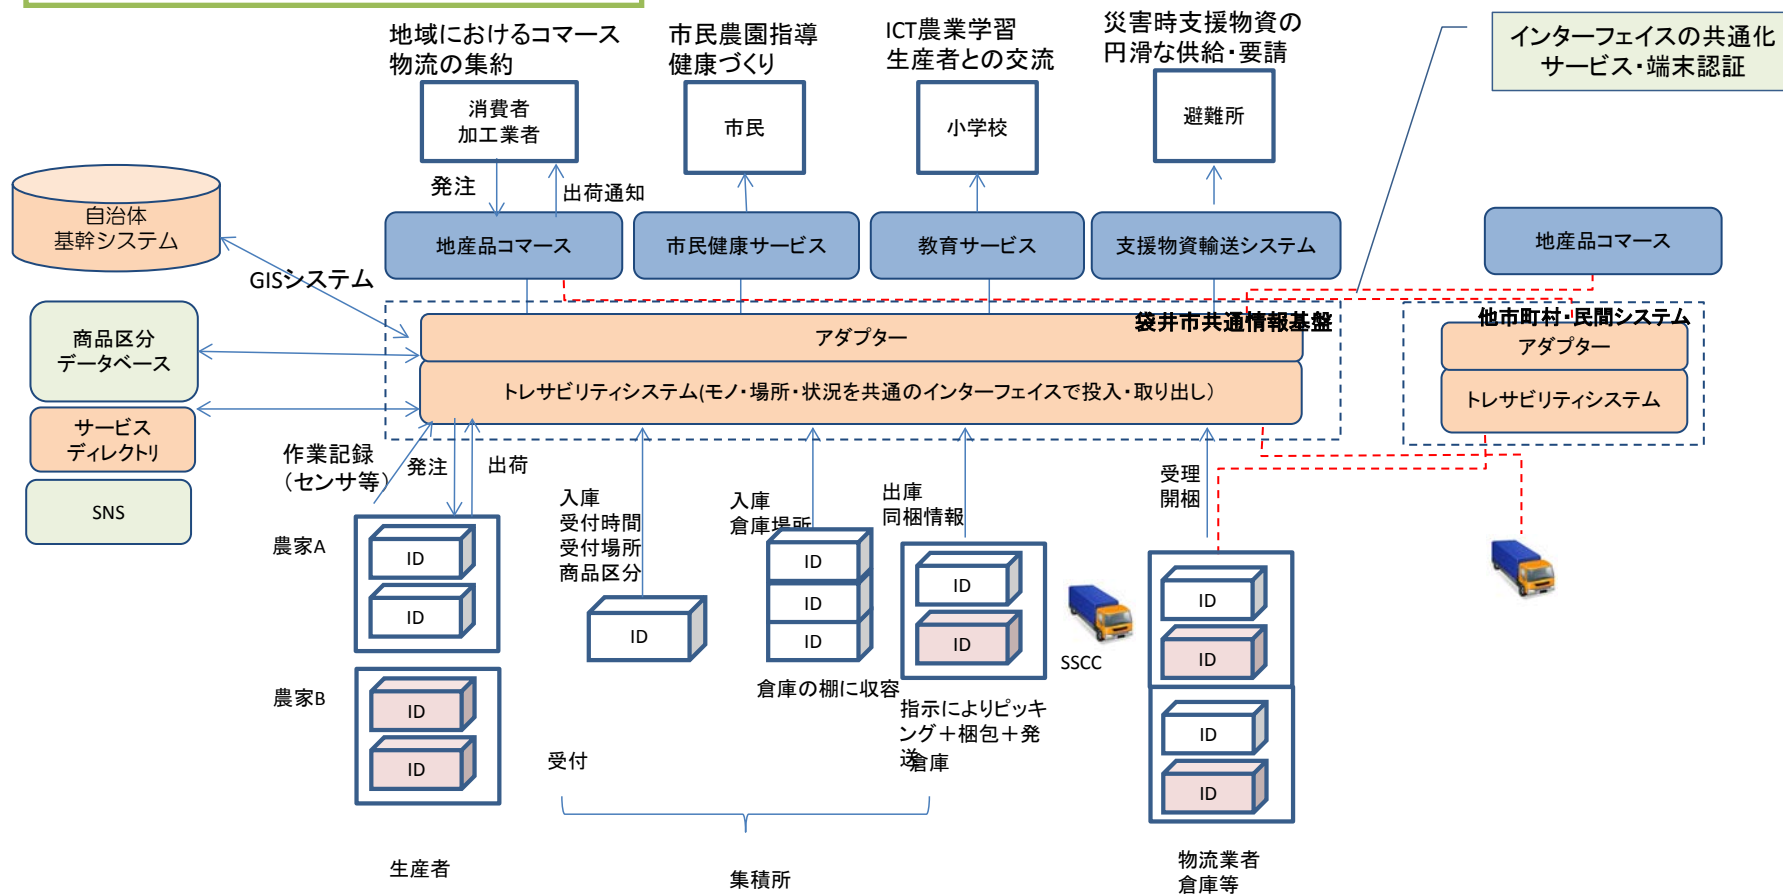 地域におけるコマース
物流の集約
市民農園指導
健康づくり
ICT農業学習
生産者との交流
災害時支援物資の
円滑な供給・要請
インターフェイスの共通化
サービス・端末認証
消費者
加工業者
市民
小学校
避難所
発注
出荷通知
自治体
基幹システム
地産品コマース
市民健康サービス
教育サービス
支援物資輸送システム
地産品コマース
GISシステム
商品区分
データベース
袋井市共通情報基盤
アダプター
他市町村・民間システム
アダプター
トレサビリティシステム(モノ・場所・状況を共通のインターフェイスで投入・取り出し)
トレサビリティシステム
サービス
ディレクトリ
SNS
作業記録
（センサ等）
発注
出荷
入庫
受付時間
受付場所
商品区分
入庫
倉庫場所
出庫
同梱情報
受理
開梱
農家A
ID
ID
農家B
ID
ID
ID
ID
ID
ID
倉庫の棚に収容
ID
ID
指示によりピッキ
ング＋梱包＋発
送
倉庫
SSCC
ID
ID
ID
ID
受付
生産者
集積所
物流業者
倉庫等